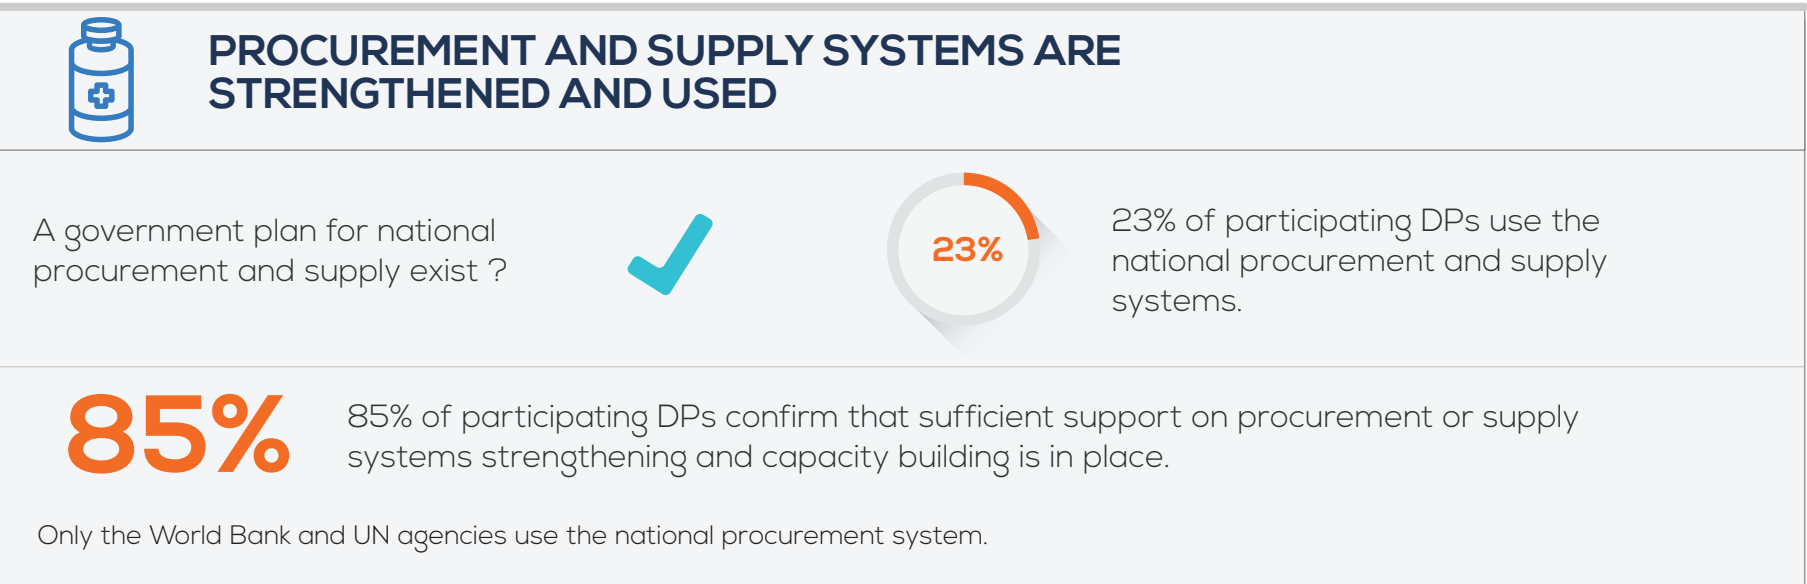 PROCUREMENT AND SUPPLY SYSTEMS ARE
STRENGTHENED AND USED
A government plan for national
procurement and supply exist ?
23%
23% of participating DPs use the
national procurement and supply
systems.
85%
85% of participating DPs confirm that sufficient support on procurement or supply
systems strengthening and capacity building is in place.
Only the World Bank and UN agencies use the national procurement system.